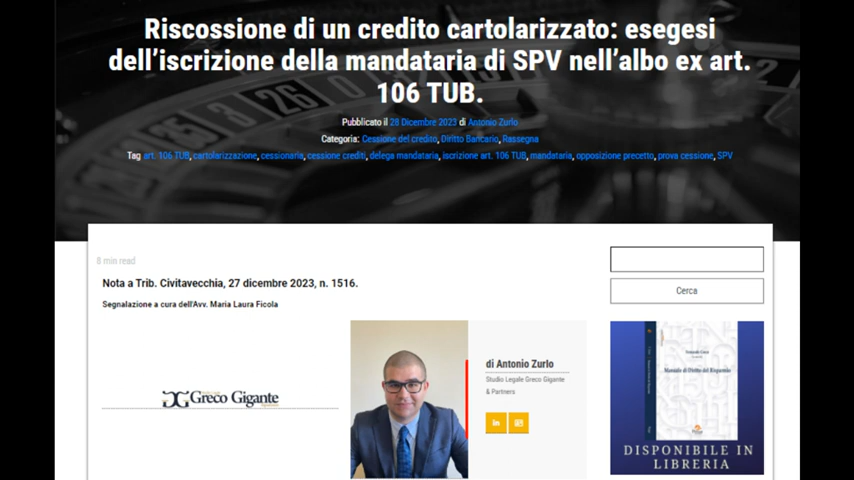 Riscossione di un credito cartolarizzato: esegesi
dell’iscrizione della mandataria di SPV nell’albo ex art.
106 TUB.
Pubblicato il 28 Dicembre 2023 di Antonio Zurlo
Categoria: Cessione del credito, Diritto Bancario, Rassegna
Tag art. 106 TUB, cartolarizzazione, cessionaria, cessione crediti, delega mandataria, iscrizione art. 106 TUB, mandataria, opposizione precetto, prova cessione, SPV
8 min read
Nota a Trib. Civitavecchia, 27 dicembre 2023, n. 1516.
Segnalazione a cura dell'Avv. Maria Laura Ficola
Cerca
GG Greco Gigante
di Antonio Zurlo
Studio Legale Greco Gigante
& Partners
in
Manuale di Diritto del Risparmio
DISPONIBILE IN
LIBRERIA